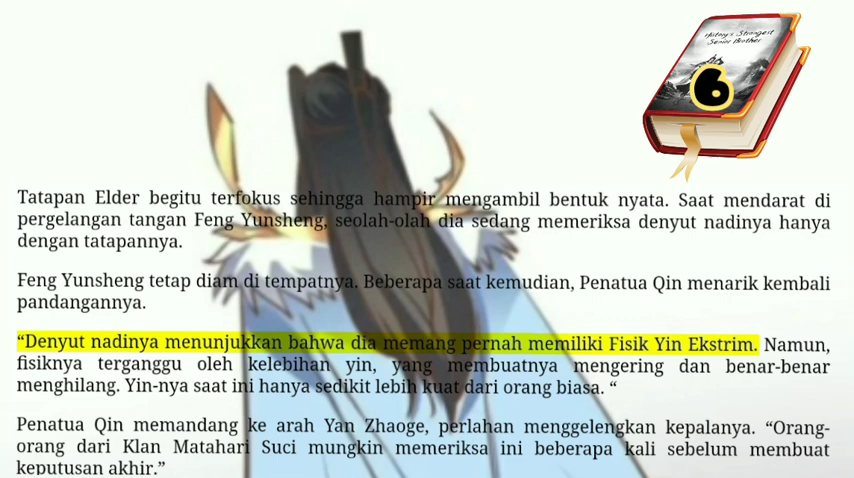 History's Strongest
Senior Brother
6
Tatapan Elder begitu terfokus sehingga hampir mengambil bentuk nyata. Saat mendarat di
pergelangan tangan Feng Yunsheng, seolah-olah dia sedang memeriksa denyut nadinya hanya
dengan tatapannya.
Feng Yunsheng tetap diam di tempatnya. Beberapa saat kemudian, Penatua Qin menarik kembali
pandangannya.
“Denyut nadinya menunjukkan bahwa dia memang pernah memiliki Fisik Yin Ekstrim. Namun,
fisiknya terganggu oleh kelebihan yin, yang membuatnya mengering dan benar-benar
menghilang. Yin-nya saat ini hanya sedikit lebih kuat dari orang biasa. “
Penatua Qin memandang ke arah Yan Zhaoge, perlahan menggelengkan kepalanya. “Orang-
orang dari Klan Matahari Suci mungkin memeriksa ini beberapa kali sebelum membuat
keputusan akhir.”